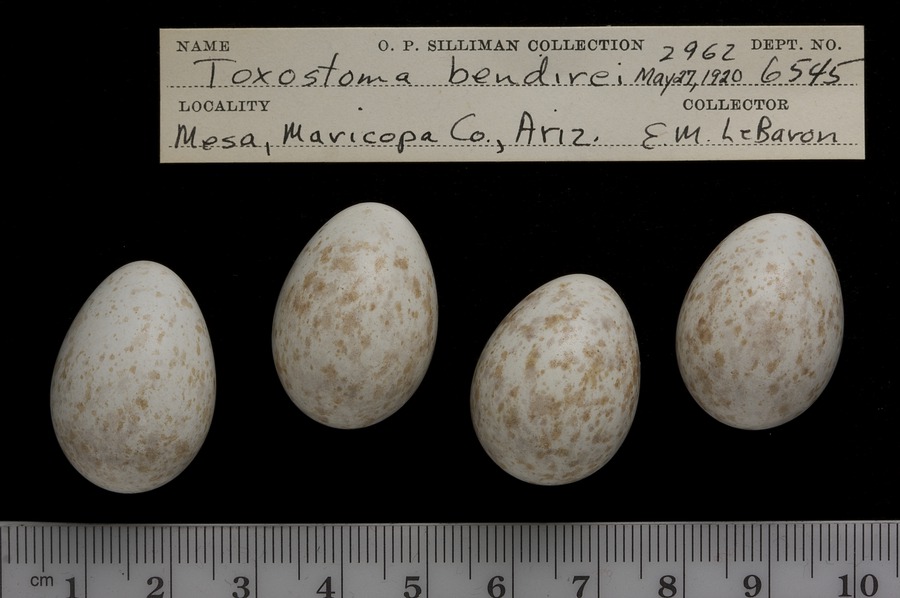 NAME O. P. SILLIMAN COLLECTION 2962 DEPT. NO.
Toxostoma bendirei May 27, 1920 6545
LOCALITY COLLECTOR
Mesa, Maricopa Co., Ariz. E. M. LeBaron
cm 1 2 3 4 5 6 7 8 9 10